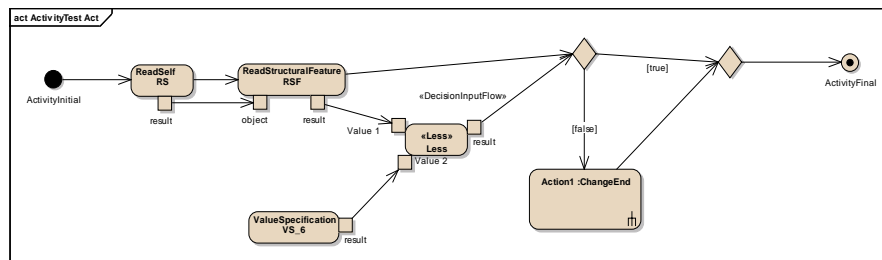 act ActivityTest Act
ActivityInitial
ReadSelf
RS
result
ReadStructuralFeature
RSF
object
result
Value 1
«Less»
Less
Value 2
result
«DecisionInputFlow»
ValueSpecification
VS_6
result
[true]
[false]
Action1 :ChangeEnd
ActivityFinal